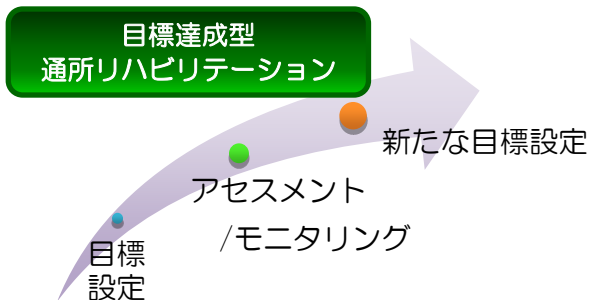 目標達成型
通所リハビリテーション
新たな目標設定
アセスメント
/モニタリング
目標
設定